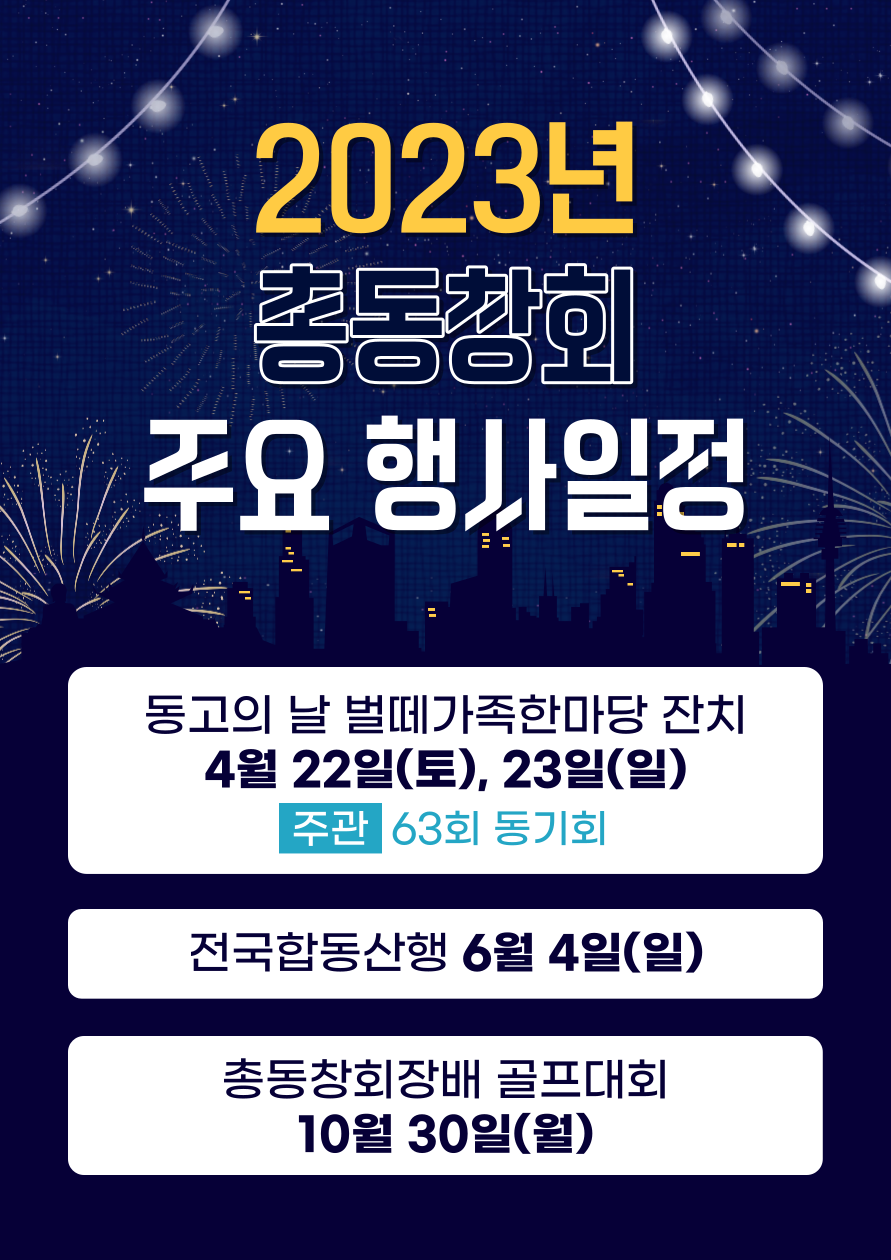 2023년
총동창회
주요 행사일정
동고의 날 벌떼가족한마당 잔치
4월 22일(토), 23일(일)
주관 63회 동기회
전국합동산행 6월 4일(일)
총동창회장배 골프대회
10월 30일(월)